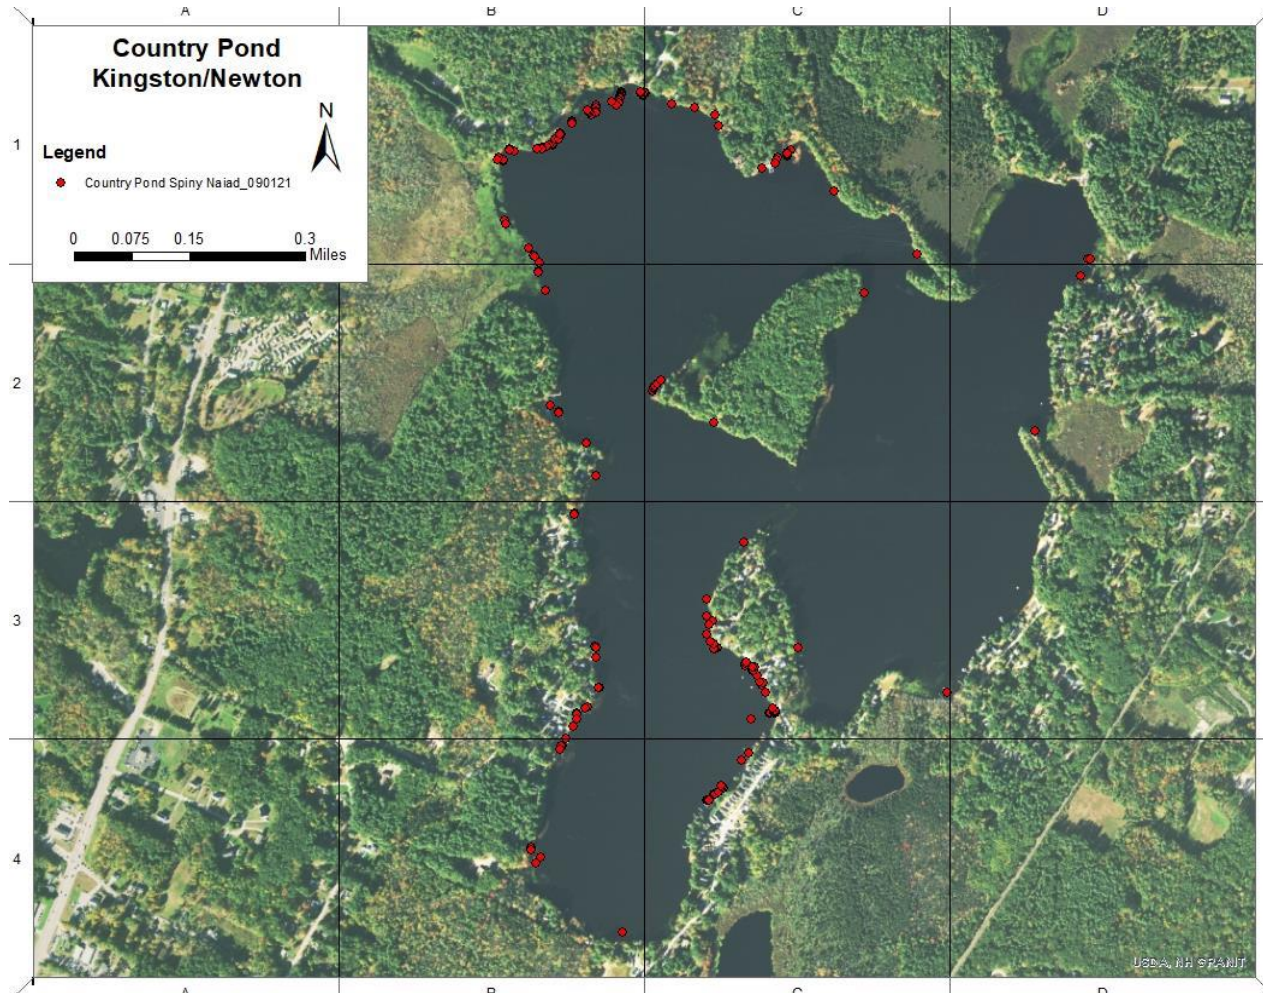 A B C D
Country Pond
Kingston/Newton
N
1
Legend
Country Pond Spiny Naiad_090121
0 0.075 0.15 0.3
Miles
2
3
4
USDA, NH GRANIT
A B C D